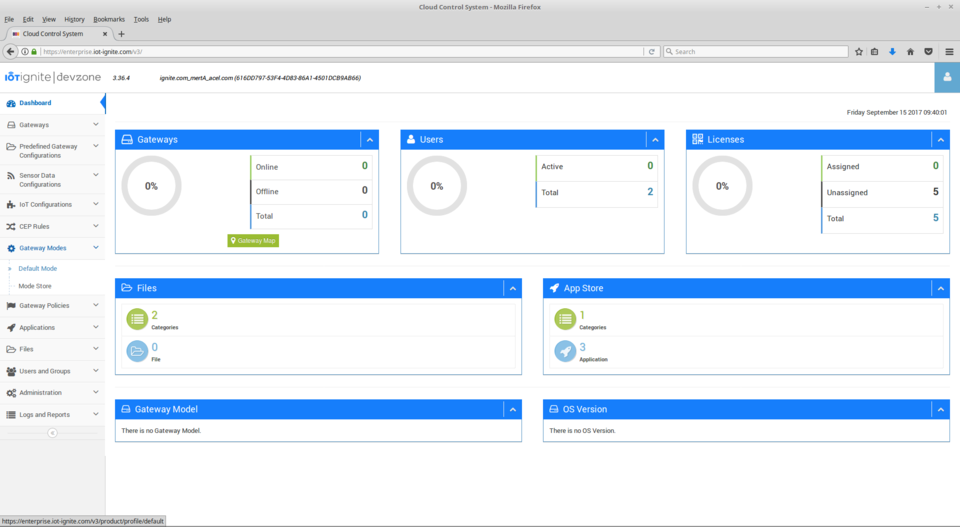 Cloud Control System - Mozilla Firefox
File Edit View History Bookmarks Tools Help
Cloud Control System
https://enterprise.iot-ignite.com/v3/
Search
IOTignite|devzone
3.36.4
ignite.com_mertA_acel.com (616DD797-53F4-4D83-86A1-4501DCB9AB66)
Dashboard
Gateways
Predefined Gateway
Configurations
Sensor Data
Configurations
IoT Configurations
CEP Rules
Gateway Modes
> Default Mode
Mode Store
Gateway Policies
Applications
Files
Users and Groups
Administration
Logs and Reports
Friday September 15 2017 09:40:01
Gateways
0%
Online 0
Offline 0
Total 0
Gateway Map
Users
0%
Active 0
Total 2
Licenses
0%
Assigned 0
Unassigned 5
Total 5
Files
2
Categories
0
File
App Store
1
Categories
3
Application
Gateway Model
There is no Gateway Model.
OS Version
There is no OS Version.
https://enterprise.iot-ignite.com/v3/product/profile/default